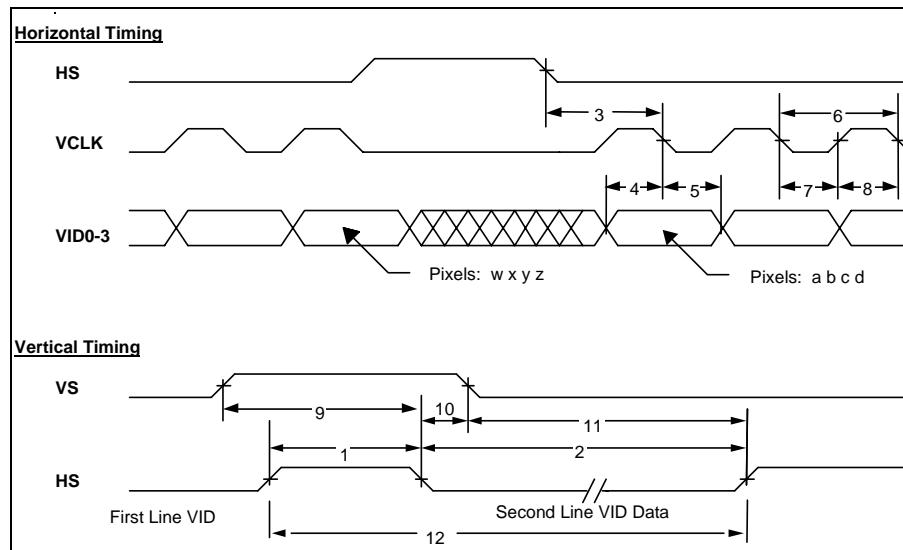 Horizontal Timing
HS
3
6
VCLK
4
5
7
8
VID0-3
Pixels: w x y z
Pixels: a b c d
Vertical Timing
VS
9
10
11
1
2
HS
First Line VID
Second Line VID Data
12